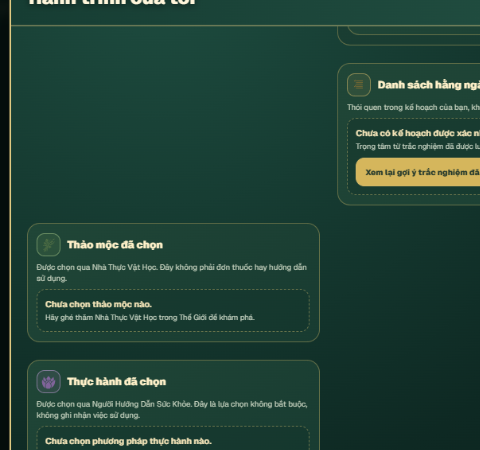 Hành trình của tôi
Danh sách hằng
Thói quen trong kế hoạch của bạn,
Chưa có kế hoạch được xác
Trọng tâm từ trắc nghiệm đã được
Xem lại gợi ý trắc nghiệm
Thảo mộc đã chọn
Được chọn qua Nhà Thực Vật Học. Đây không phải đơn thuốc hay hướng dẫn
sử dụng.
Chưa chọn thảo mộc nào.
Hãy ghé thăm Nhà Thực Vật Học trong Thế Giới để khám phá.
Thực hành đã chọn
Được chọn qua Người Hướng Dẫn Sức Khỏe. Đây là lựa chọn không bắt buộc,
không ghi nhận việc sử dụng.
Chưa chọn phương pháp thực hành nào.